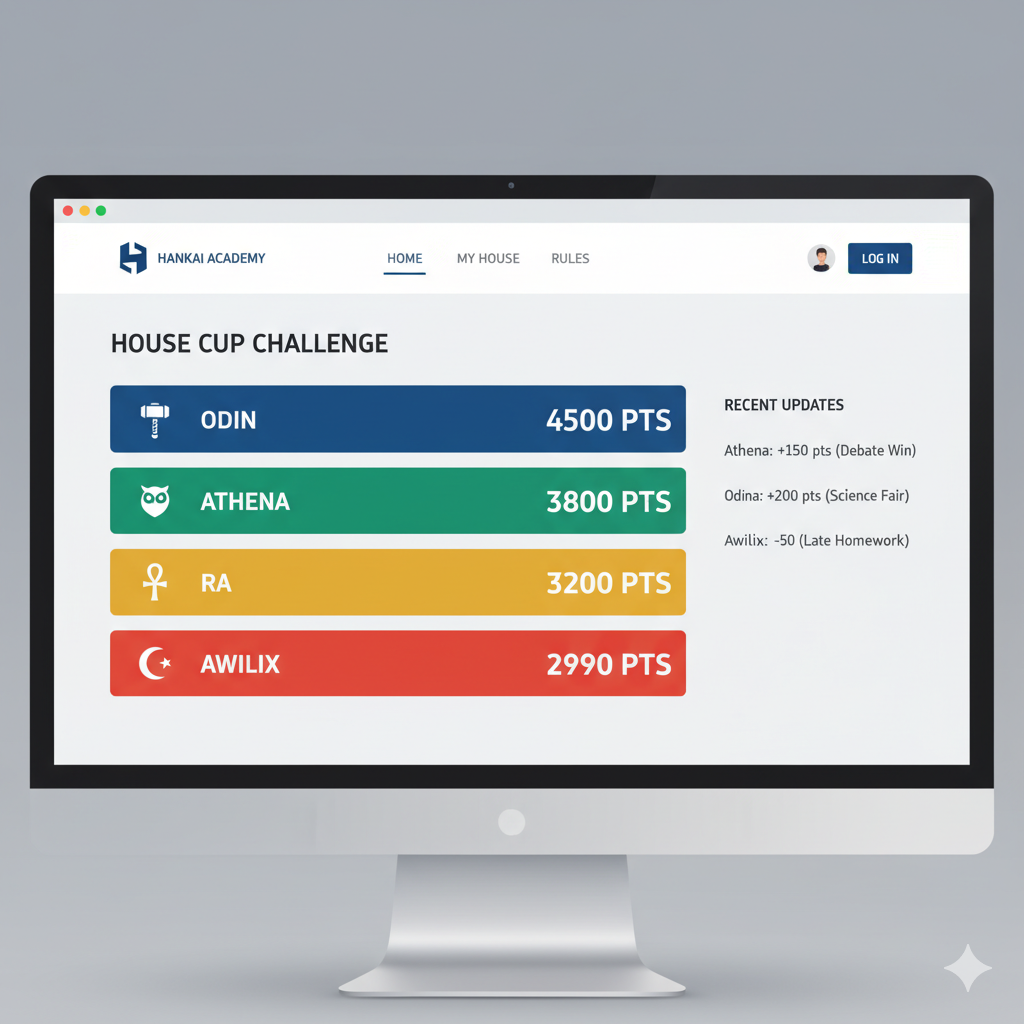 HANKAI ACADEMY
HOME
MY HOUSE
RULES
LOG IN
HOUSE CUP CHALLENGE
ODIN
4500 PTS
ATHENA
3800 PTS
RA
3200 PTS
AWILIX
2990 PTS
RECENT UPDATES
Athena: +150 pts (Debate Win)
Odina: +200 pts (Science Fair)
Awilix: -50 (Late Homework)